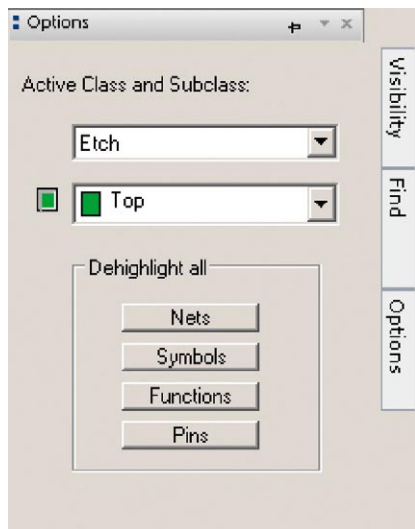 Options
Active Class and Subclass:
Etch
Top
Dehighlight all
Nets
Symbols
Functions
Pins
Visibility
Find
Options